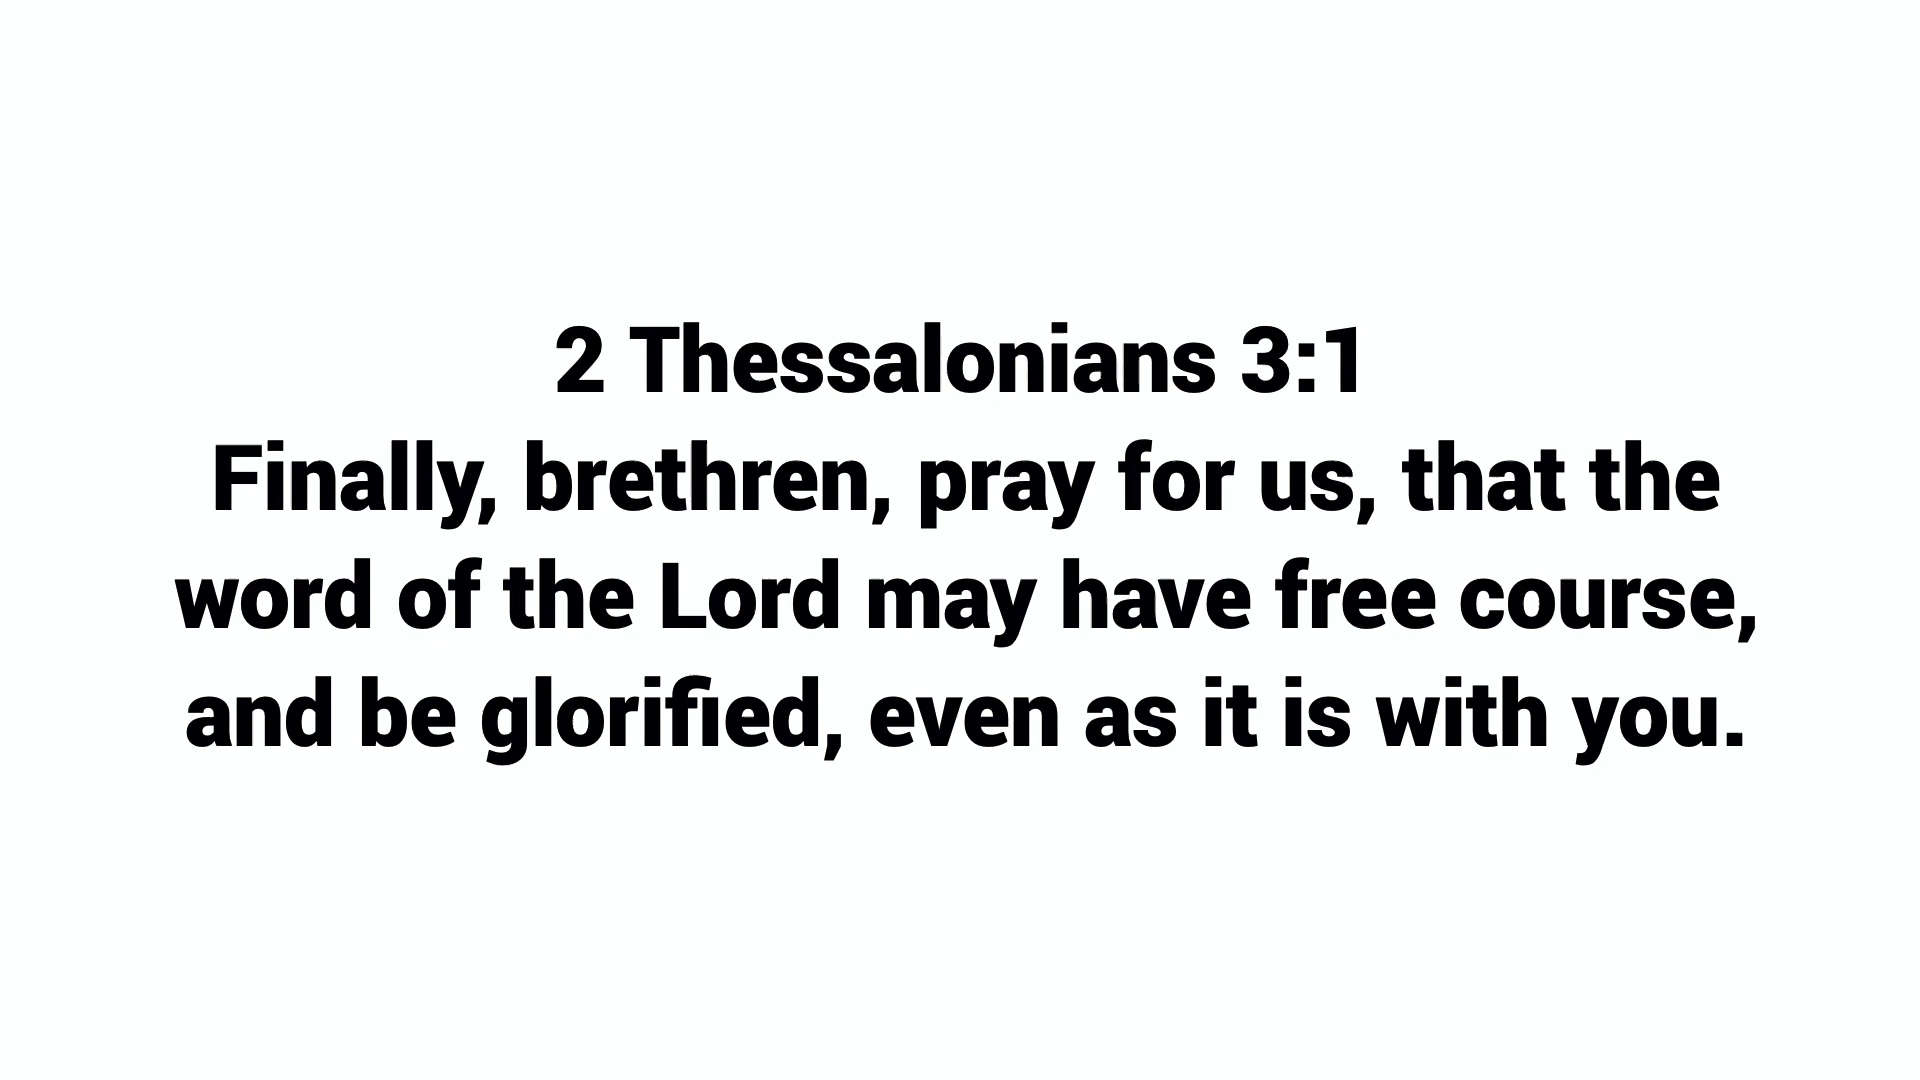 2 Thessalonians 3:1
Finally, brethren, pray for us, that the
word of the Lord may have free course,
and be glorified, even as it is with you.